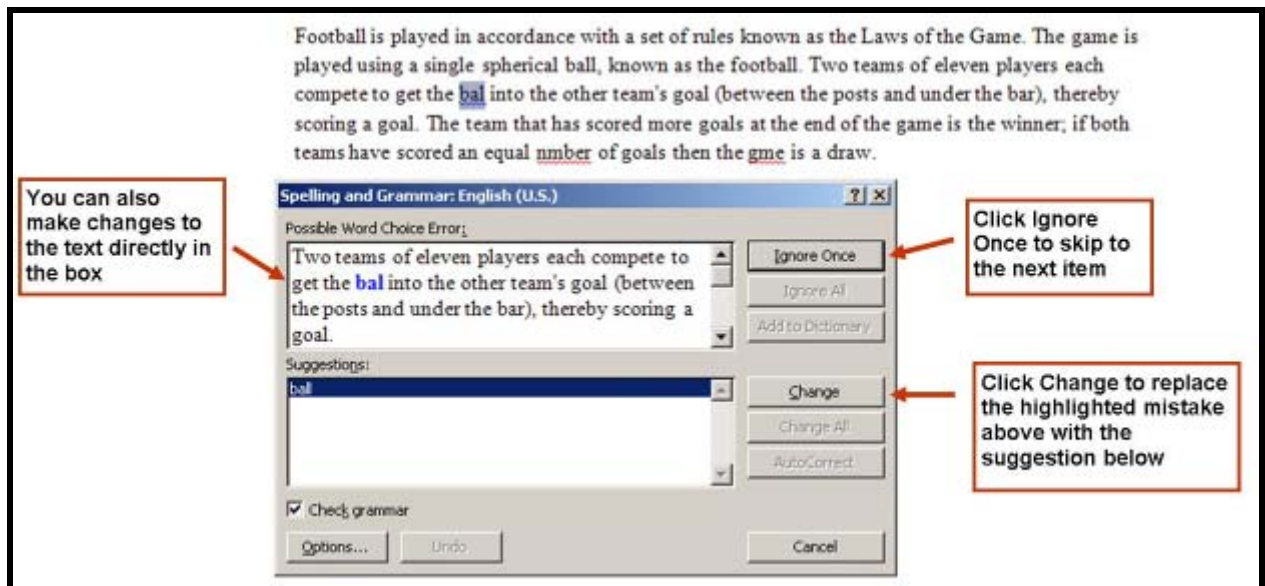 Football is played in accordance with a set of rules known as the Laws of the Game. The game is
played using a single spherical ball, known as the football. Two teams of eleven players each
compete to get the bal into the other team's goal (between the posts and under the bar), thereby
scoring a goal. The team that has scored more goals at the end of the game is the winner; if both
teams have scored an equal nmber of goals then the gme is a draw.
You can also
make changes to
the text directly in
the box
Spelling and Grammar: English (U.S.)
Possible Word Choice Error:
Two teams of eleven players each compete to
get the bal into the other team's goal (between
the posts and under the bar), thereby scoring a
goal.
Ignore Once
Ignore All
Add to Dictionary
Suggestions:
ball
Change
Change All
AutoCorrect
Check grammar
Options...
Undo
Cancel
Click Ignore
Once to skip to
the next item
Click Change to replace
the highlighted mistake
above with the
suggestion below